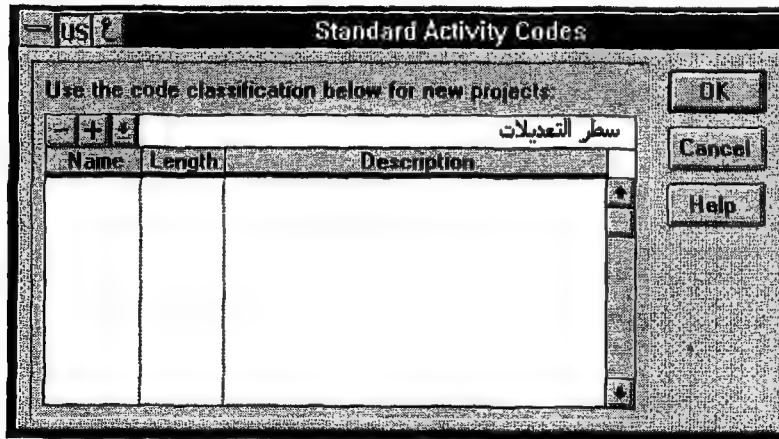 US ع Standard Activity Codes
Use the code classification below for new projects:
OK
سطر التعديلات
Cancel
Name Length Description
Help